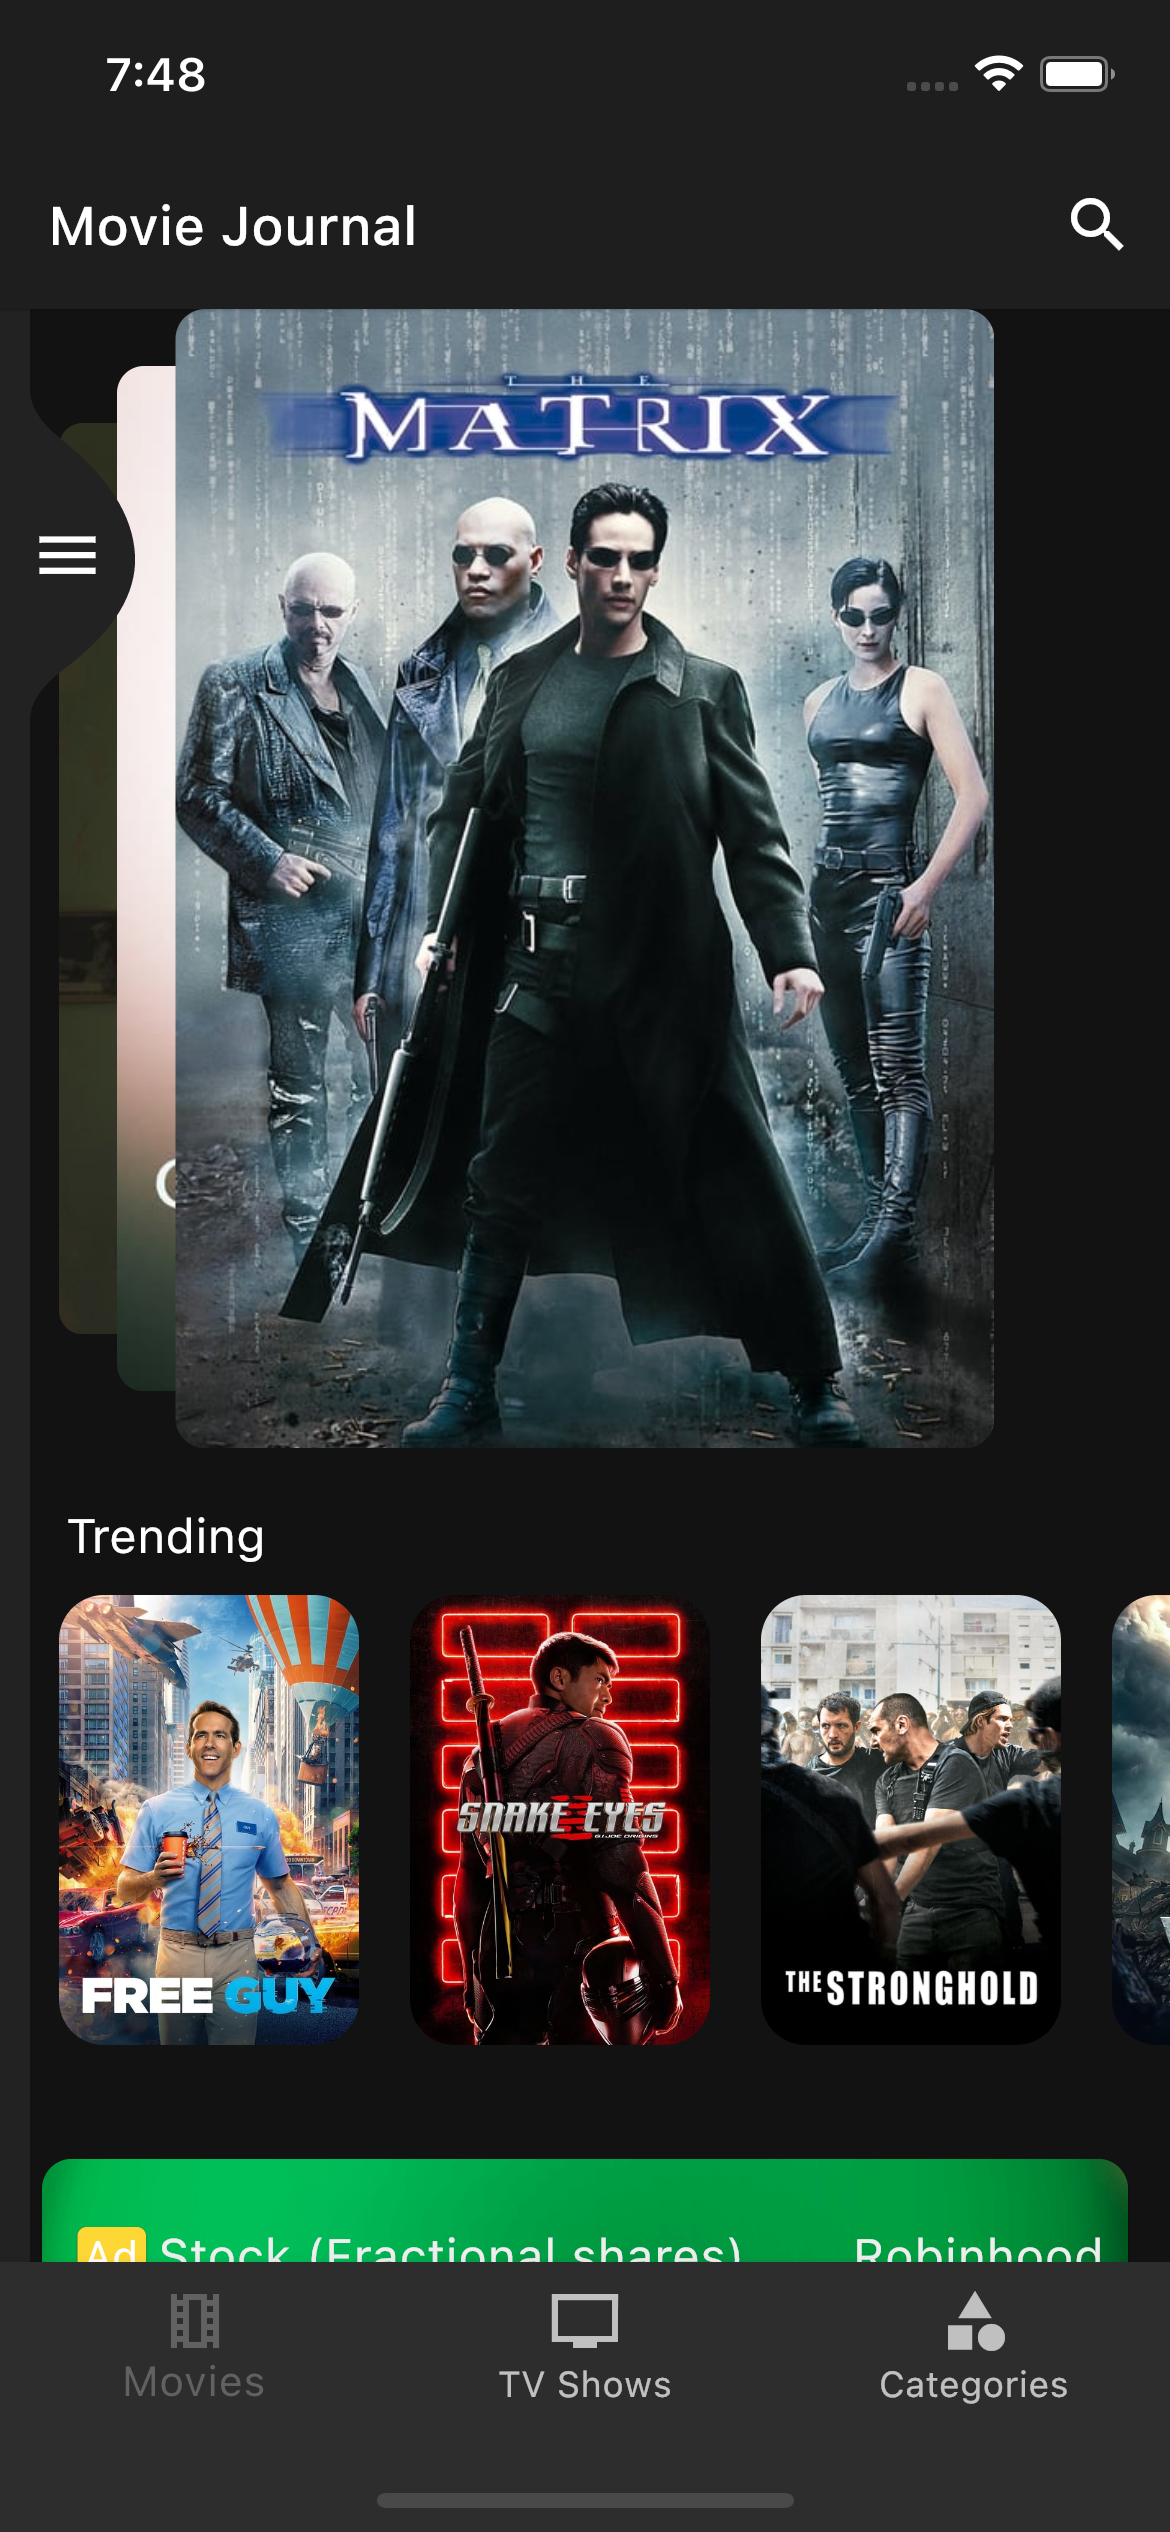 7:48
Movie Journal
THE
MATRIX
Trending
FREE GUY
SNAKE EYES
G.I. JOE ORIGINS
THE STRONGHOLD
Ad Stock (Fractional shares) Robinhood
Movies
TV Shows
Categories